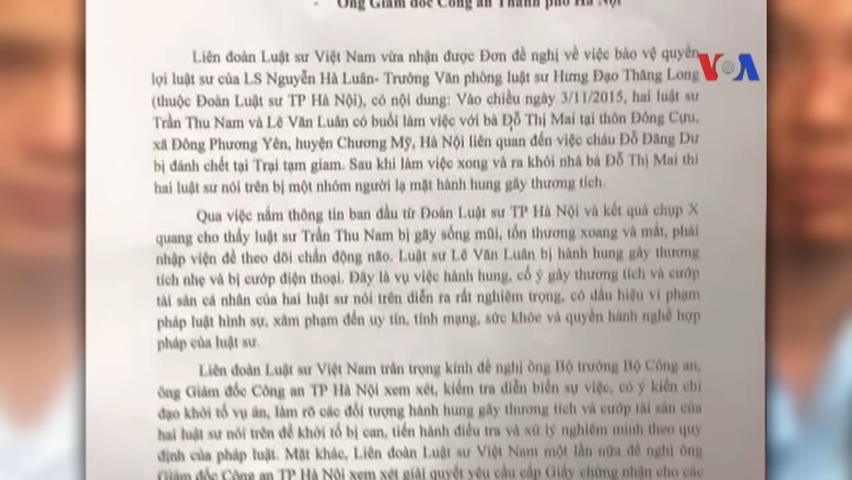 - Ông Giám đốc Công an Thành phố Hà Nội
Liên đoàn Luật sư Việt Nam vừa nhận được Đơn đề nghị về việc bảo vệ quyền
lợi luật sư của LS Nguyễn Hà Luân- Trưởng Văn phòng luật sư Hưng Đạo Thăng Long
VOA
(thuộc Đoàn Luật sư TP Hà Nội), có nội dung: Vào chiều ngày 3/11/2015, hai luật sư
Trần Thu Nam và Lê Văn Luân có buổi làm việc với bà Đỗ Thị Mai tại thôn Đông Cựu,
xã Đông Phương Yên, huyện Chương Mỹ, Hà Nội liên quan đến việc cháu Đỗ Đăng Dư
bị đánh chết tại Trại tạm giam. Sau khi làm việc xong và ra khỏi nhà bà Đỗ Thị Mai thì
hai luật sư nói trên bị một nhóm người lạ mặt hành hung gây thương tích.
Qua việc nắm thông tin ban đầu từ Đoàn Luật sư TP Hà Nội và kết quả chụp X
quang cho thấy luật sư Trần Thu Nam bị gãy sống mũi, tổn thương xoang và mắt, phải
nhập viện để theo dõi chấn động não. Luật sư Lê Văn Luân bị hành hung gây thương
tích nhẹ và bị cướp điện thoại. Đây là vụ việc hành hung, cố ý gây thương tích và cướp
tài sản cá nhân của hai luật sư nói trên diễn ra rất nghiêm trọng, có dấu hiệu vi phạm
pháp luật hình sự, xâm phạm đến uy tín, tính mạng, sức khỏe và quyền hành nghề hợp
pháp của luật sư.
Liên đoàn Luật sư Việt Nam trân trọng kính đề nghị ông Bộ trưởng Bộ Công an,
ông Giám đốc Công an TP Hà Nội xem xét, kiểm tra diễn biến sự việc, có ý kiến chỉ
đạo khởi tố vụ án, làm rõ các đối tượng hành hung gây thương tích và cướp tài sản của
hai luật sư nói trên để khởi tố bị can, tiến hành điều tra và xử lý nghiêm minh theo quy
định của pháp luật. Mặt khác, Liên đoàn Luật sư Việt Nam một lần nữa đề nghị ông
Giám đốc Công an TP Hà Nội xem xét giải quyết yêu cầu cấp Giấy chứng nhận cho các